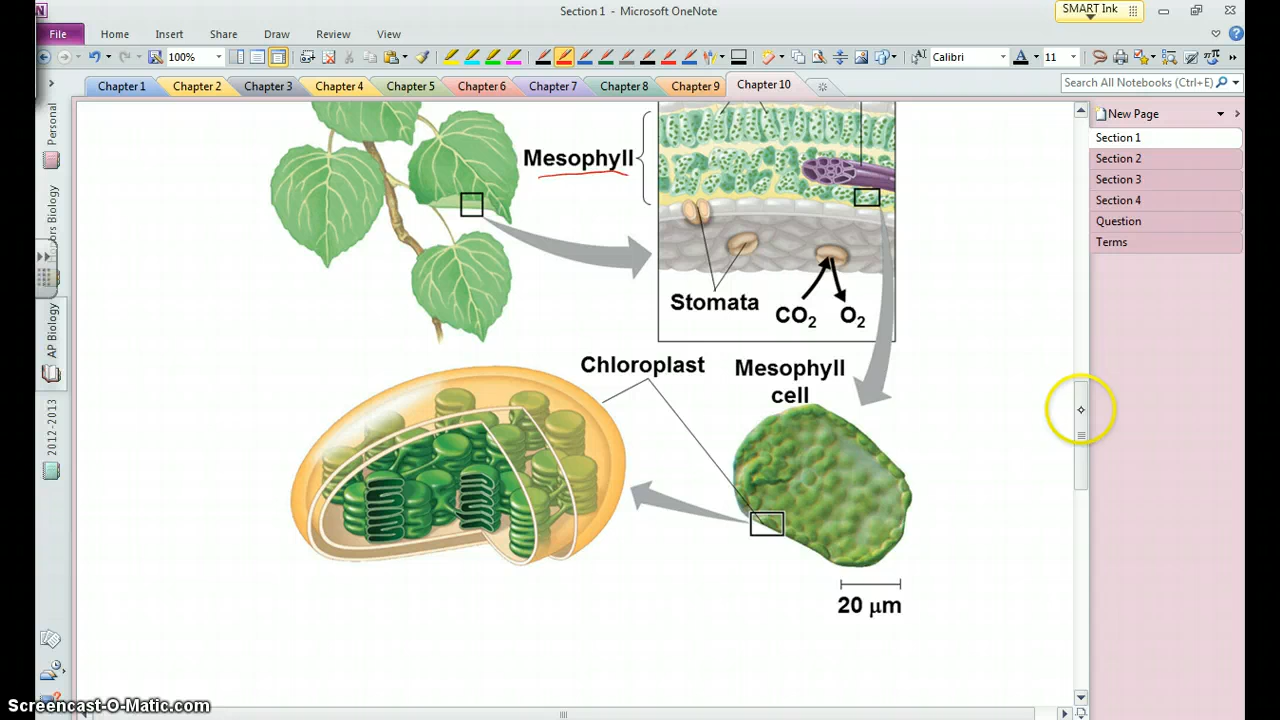 Section 1 - Microsoft OneNote
SMART Ink
File Home Insert Share Draw Review View
100%
Calibri
11
Chapter 1 Chapter 2 Chapter 3 Chapter 4 Chapter 5 Chapter 6 Chapter 7 Chapter 8 Chapter 9 Chapter 10
Search All Notebooks (Ctrl+E)
Personal
Biology
AP Biology
2012-2013
New Page
Section 1
Section 2
Section 3
Section 4
Question
Terms
Mesophyll
Stomata
CO2 O2
Chloroplast
Mesophyll
cell
20 μm
Screencast-O-Matic.com